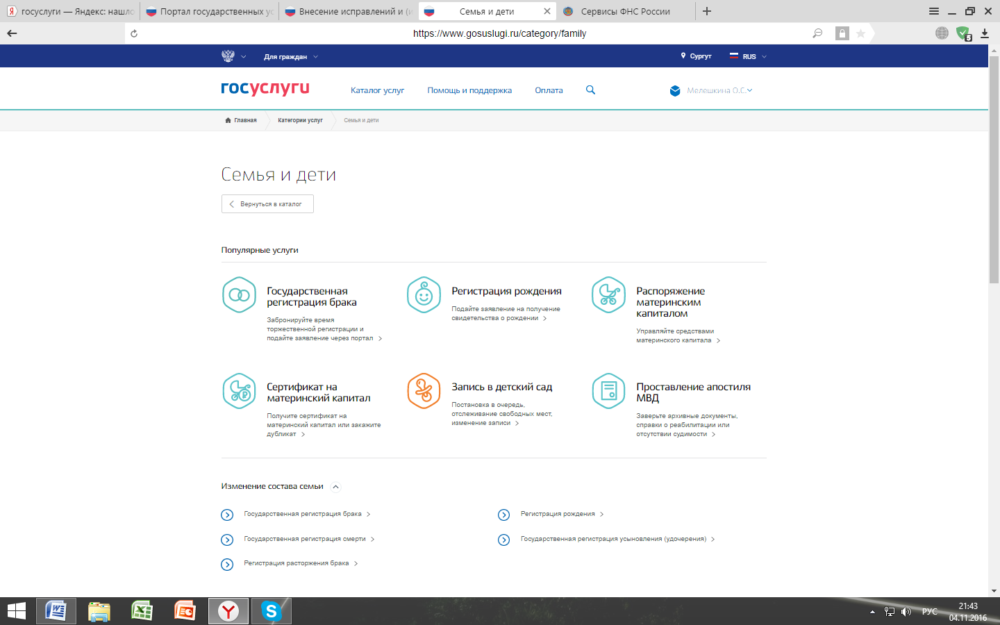 госуслуги — Яндекс: нашло
Портал государственных ус
Внесение исправлений и (и
Семья и дети
Сервисы ФНС России
https://www.gosuslugi.ru/category/family
5
Для граждан
Сургут
RUS
госуслуги
Каталог услуг
Помощь и поддержка
Оплата
Мелешкина О.С.
Главная
Категории услуг
Семья и дети
Семья и дети
Вернуться в каталог
Популярные услуги
Государственная
регистрация брака
Забронируйте время
торжественной регистрации и
подайте заявление через портал
Регистрация рождения
Подайте заявление на получение
свидетельства о рождении
Распоряжение
материнским
капиталом
Управляйте средствами
материнского капитала
Сертификат на
материнский капитал
Получите сертификат на
материнский капитал или закажите
дубликат
Запись в детский сад
Постановка в очередь,
отслеживание свободных мест,
изменение записи
Проставление апостиля
МВД
Заверьте архивные документы,
справки о реабилитации или
отсутствии судимости
Изменение состава семьи
Государственная регистрация брака
Регистрация рождения
Государственная регистрация смерти
Государственная регистрация усыновления (удочерения)
Регистрация расторжения брака
РУС
21:43
04.11.2016